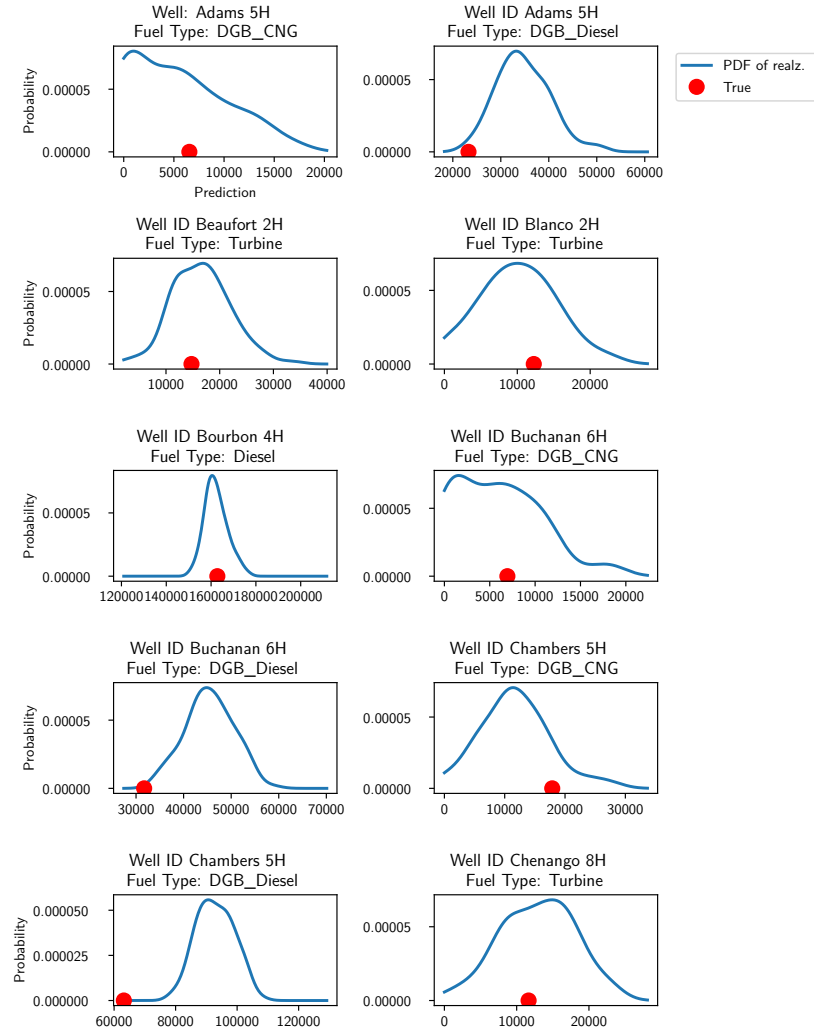 Well: Adams 5H
Fuel Type: DGB_CNG
Probability
0.00005
0.00000
0 5000 10000 15000 20000
Prediction
Well ID Adams 5H
Fuel Type: DGB_Diesel
0.00005
0.00000
20000 30000 40000 50000 60000
PDF of realz.
True
Well ID Beaufort 2H
Fuel Type: Turbine
Probability
0.00005
0.00000
10000 20000 30000 40000
Well ID Blanco 2H
Fuel Type: Turbine
0.00005
0.00000
0 10000 20000
Well ID Bourbon 4H
Fuel Type: Diesel
Probability
0.00005
0.00000
120000 140000 160000 180000 200000
Well ID Buchanan 6H
Fuel Type: DGB_CNG
0.00005
0.00000
0 5000 10000 15000 20000
Well ID Buchanan 6H
Fuel Type: DGB_Diesel
Probability
0.00005
0.00000
30000 40000 50000 60000 70000
Well ID Chambers 5H
Fuel Type: DGB_CNG
0.00005
0.00000
0 10000 20000 30000
Well ID Chambers 5H
Fuel Type: DGB_Diesel
Probability
0.000050
0.000025
0.000000
60000 80000 100000 120000
Well ID Chenango 8H
Fuel Type: Turbine
0.00005
0.00000
0 10000 20000